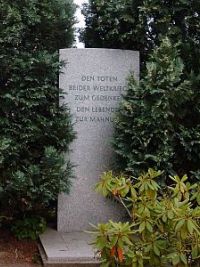 DEN TOTEN
BEIDER WELTKRIEGE
ZUM GEDENKEN
DEN LEBENDEN
ZUR MAHNUNG